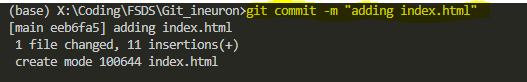 (base) X:\Coding\FSDS\Git_ineuron>git commit -m "adding index.html"
[main eeb6fa5] adding index.html
 1 file changed, 11 insertions(+)
 create mode 100644 index.html